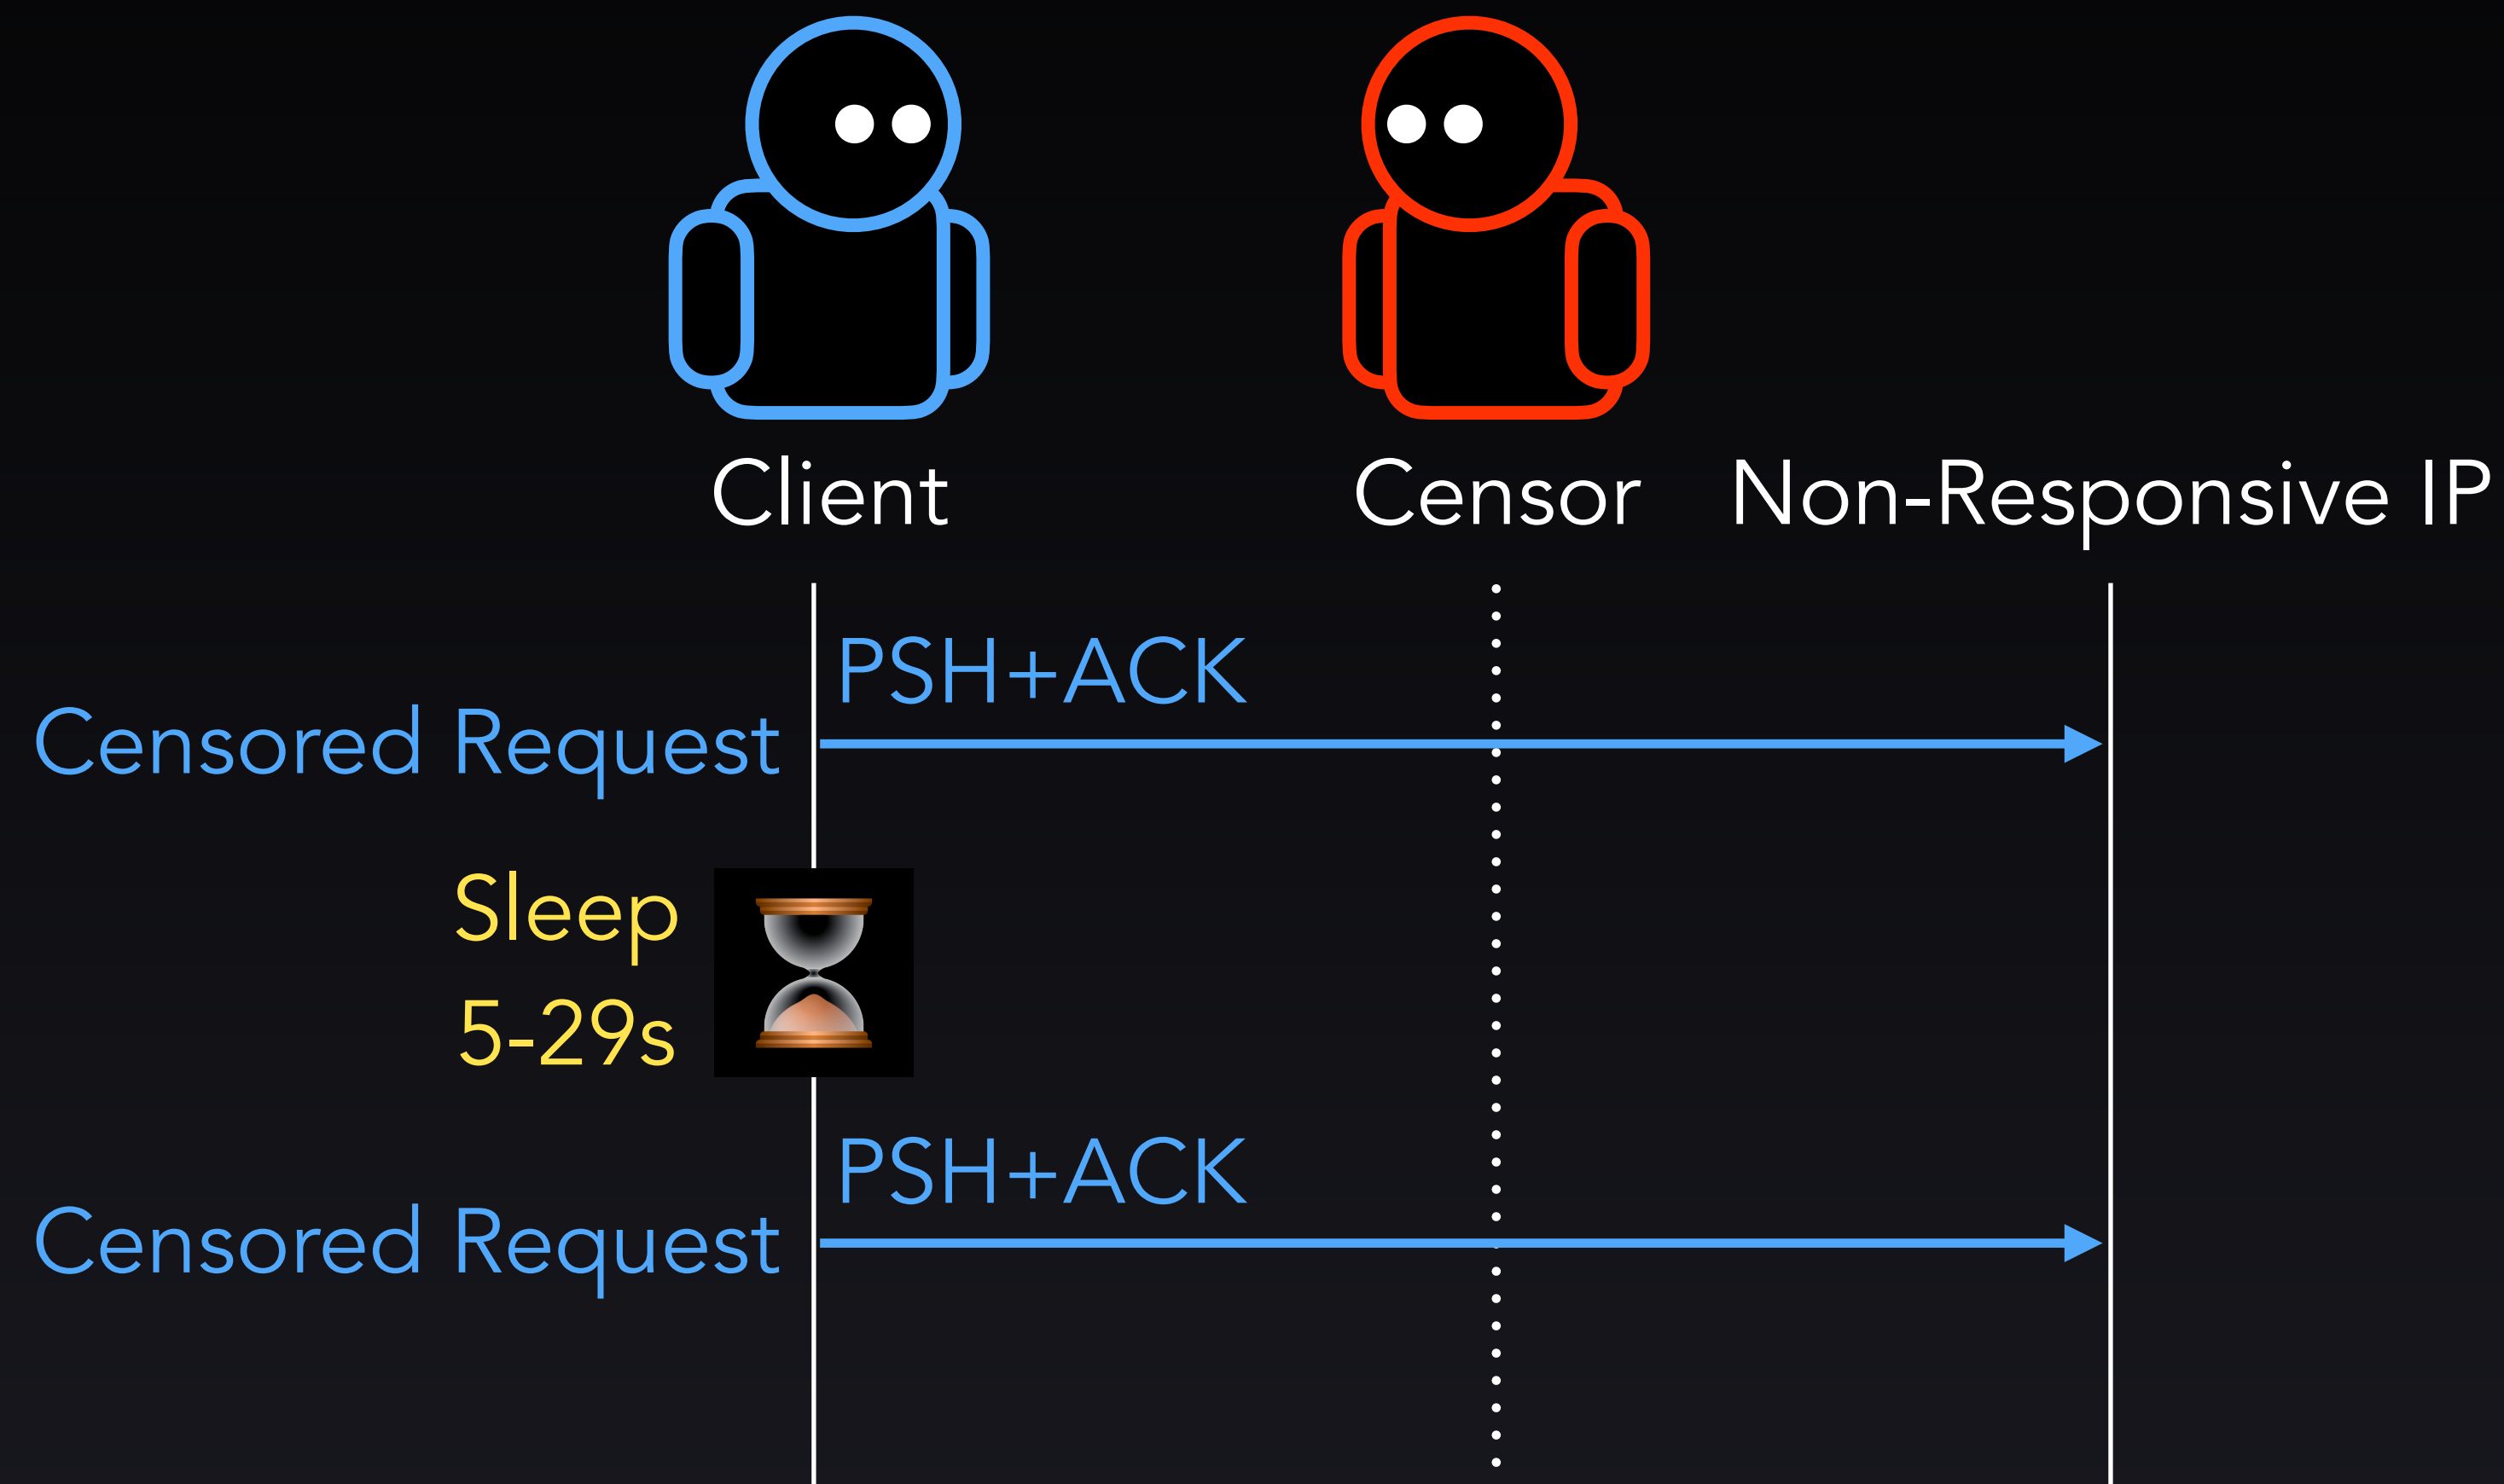 Client
Censor
Non-Responsive IP
PSH+ACK
Censored Request
Sleep
5-29s
PSH+ACK
Censored Request